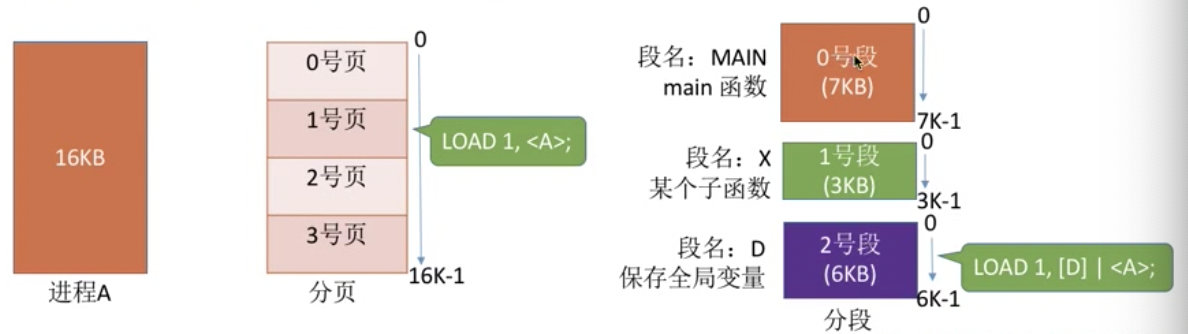 16KB
进程A
0号页
1号页
2号页
3号页
分页
0
16K-1
LOAD 1, <A>;
段名：MAIN
main 函数
0号段
(7KB)
0
7K-1
段名：X
某个子函数
1号段
(3KB)
0
3K-1
段名：D
保存全局变量
2号段
(6KB)
0
6K-1
LOAD 1, [D] | <A>;
分段